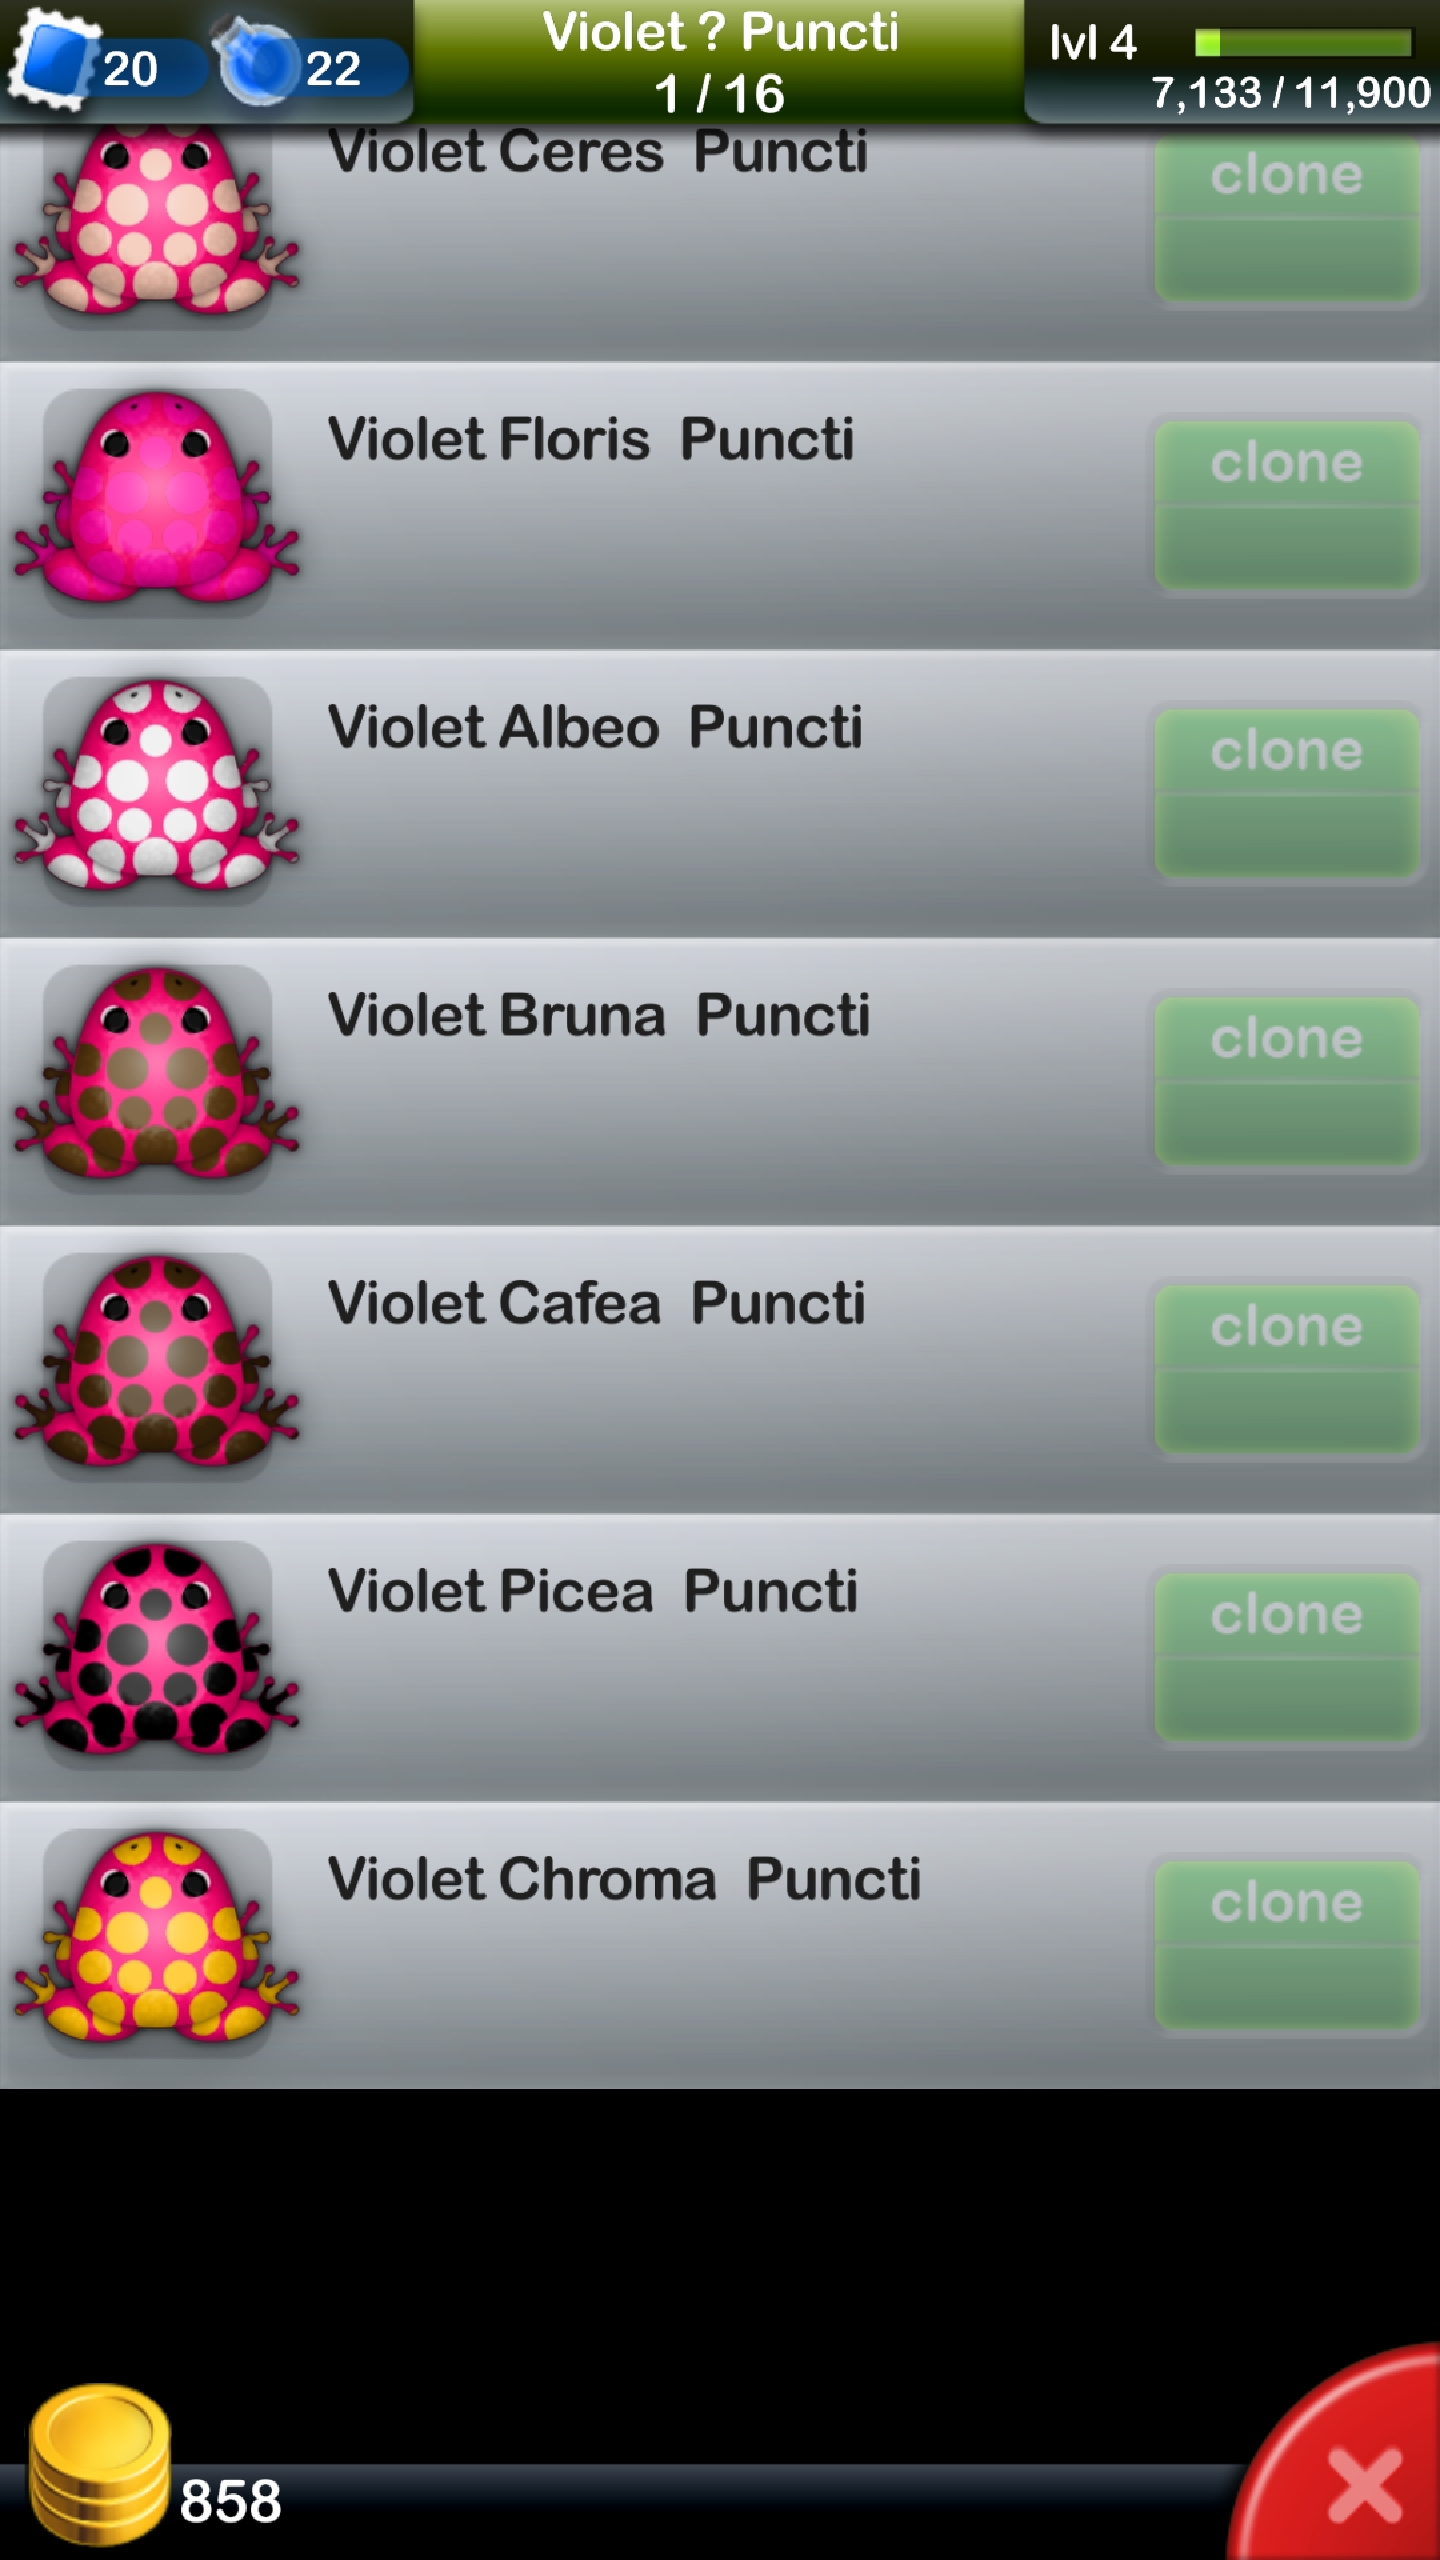 20
22
Violet ? Puncti
1 / 16
lvl 4
7,133 / 11,900
Violet Ceres Puncti
clone
Violet Floris Puncti
clone
Violet Albeo Puncti
clone
Violet Bruna Puncti
clone
Violet Cafea Puncti
clone
Violet Picea Puncti
clone
Violet Chroma Puncti
clone
858